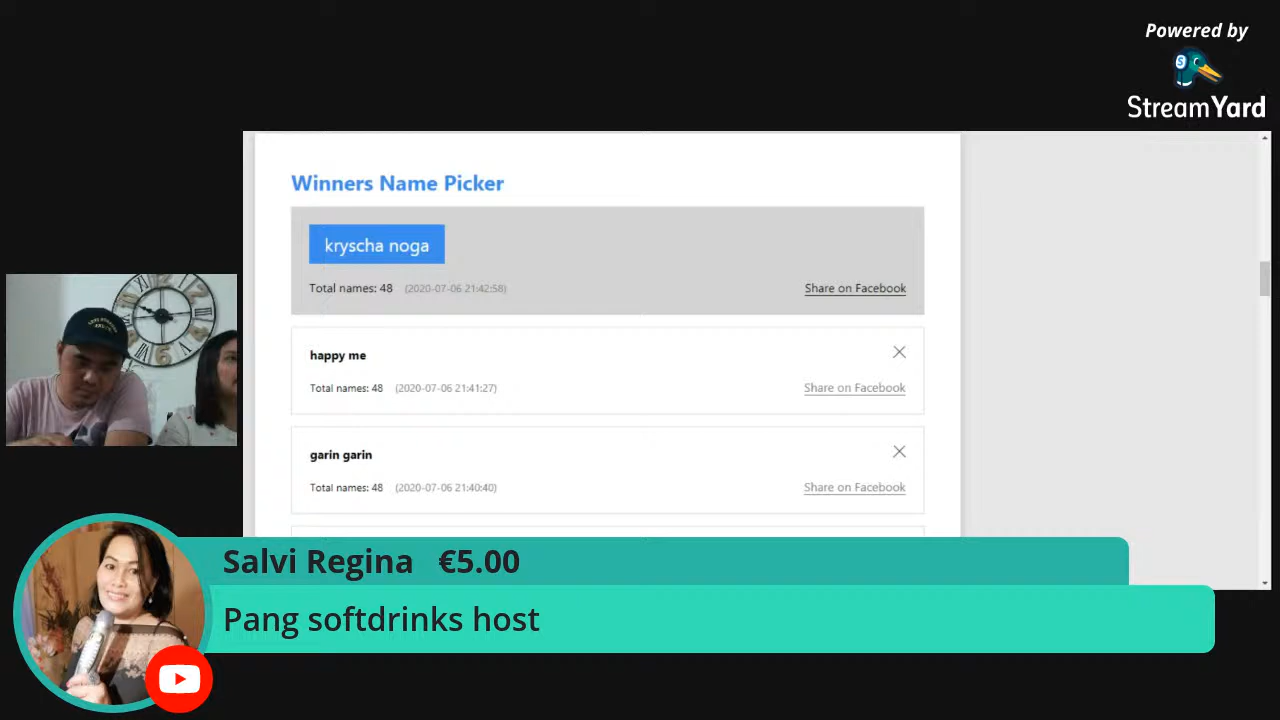 Powered by
StreamYard
Winners Name Picker
kryscha noga
Total names: 48 (2020-07-06 21:42:58) Share on Facebook
happy me
Total names: 48 (2020-07-06 21:41:27) Share on Facebook
garin garin
Total names: 48 (2020-07-06 21:40:40) Share on Facebook
Salvi Regina €5.00
Pang softdrinks host